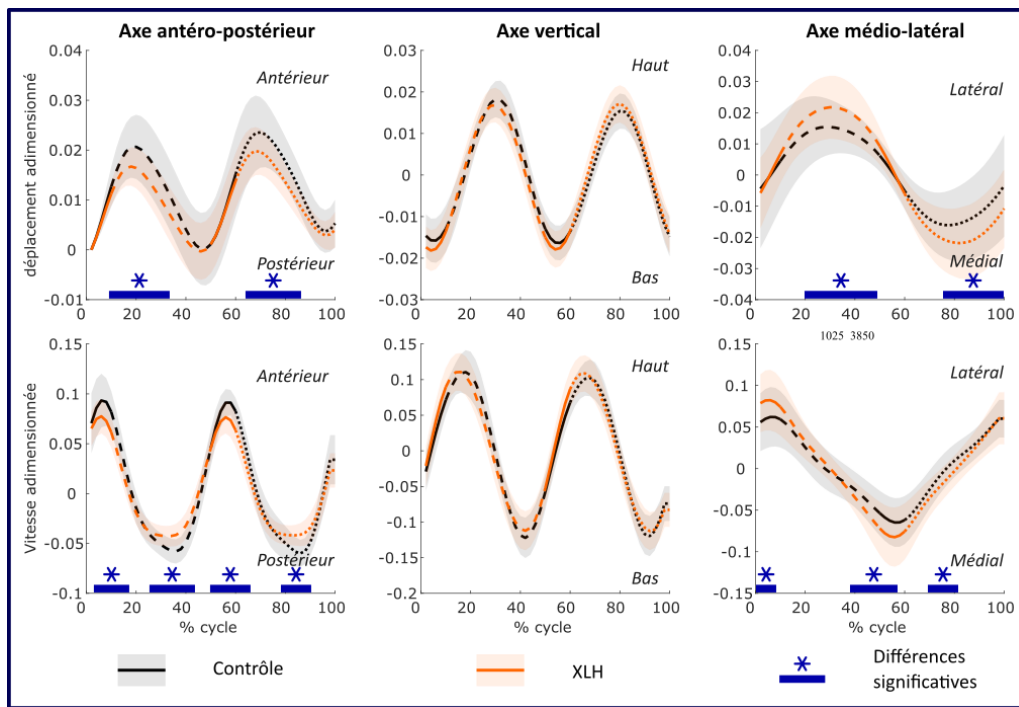 Axe antéro-postérieur
Axe vertical
Axe médio-latéral
déplacement adimensionné
0.04
0.03
0.02
0.01
0
-0.01
Antérieur
Postérieur
*
*
0 20 40 60 80 100
0.03
0.02
0.01
0
-0.01
-0.02
-0.03
Haut
Bas
0 20 40 60 80 100
0.04
0.03
0.02
0.01
0
-0.01
-0.02
-0.03
-0.04
Latéral
Médial
*
*
0 20 40 60 80 100
1025 3850
Vitesse adimensionnée
0.15
0.1
0.05
0
-0.05
-0.1
Antérieur
Postérieur
*
*
*
*
0 20 40 60 80 100
% cycle
0.15
0.1
0.05
0
-0.05
-0.1
-0.15
-0.2
Haut
Bas
0 20 40 60 80 100
% cycle
0.15
0.1
0.05
0
-0.05
-0.1
-0.15
Latéral
Médial
*
*
*
0 20 40 60 80 100
% cycle
Contrôle
XLH
*
Différences
significatives